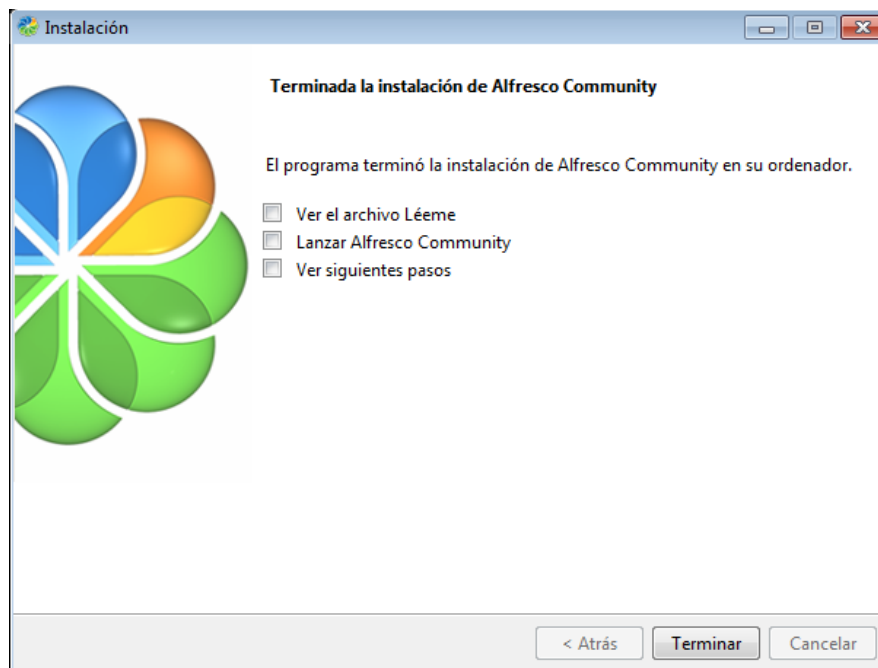 Instalación
Terminada la instalación de Alfresco Community
El programa terminó la instalación de Alfresco Community en su ordenador.
Ver el archivo Léeme
Lanzar Alfresco Community
Ver siguientes pasos
< Atrás
Terminar
Cancelar